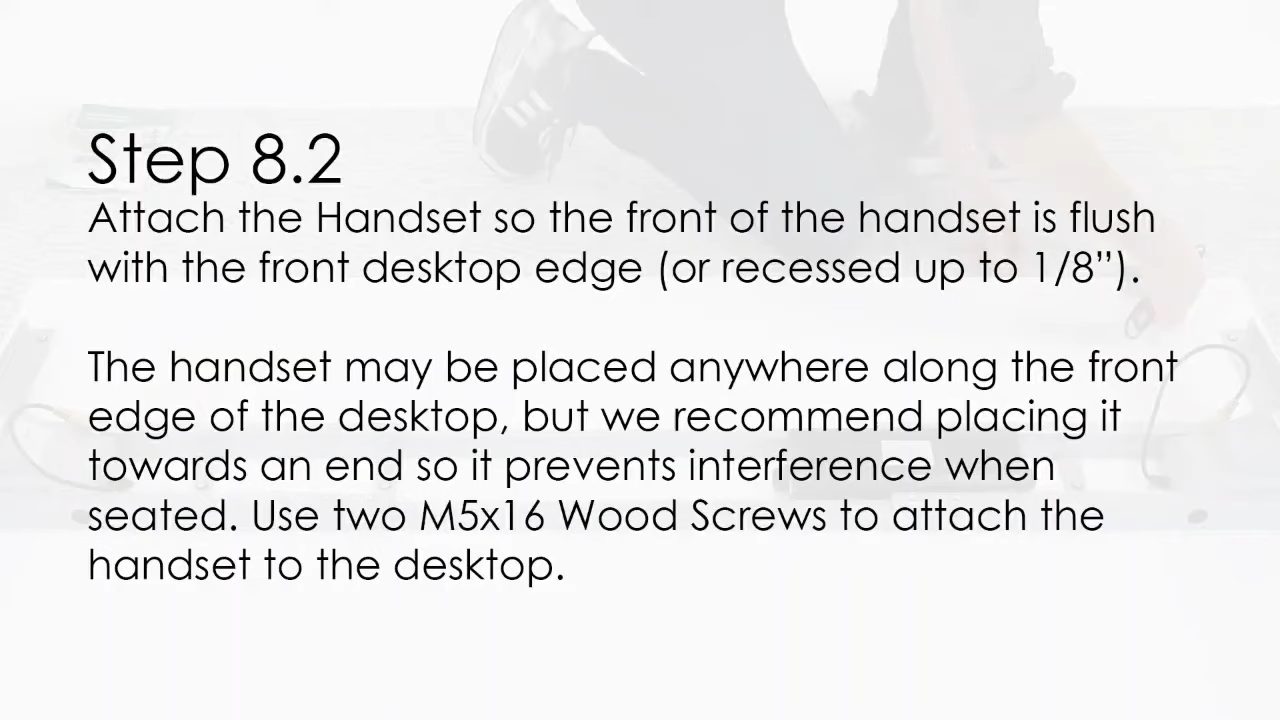 Step 8.2
Attach the Handset so the front of the handset is flush
with the front desktop edge (or recessed up to 1/8”).
The handset may be placed anywhere along the front
edge of the desktop, but we recommend placing it
towards an end so it prevents interference when
seated. Use two M5x16 Wood Screws to attach the
handset to the desktop.